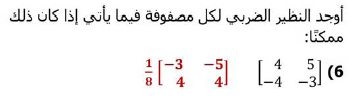 أوجد النظير الضربي لكل مصفوفة فيما يأتي إذا كان ذلك
ممكنًا:
(6 [4 5 -4 -3] 1/8 [-3 -5 4 4]